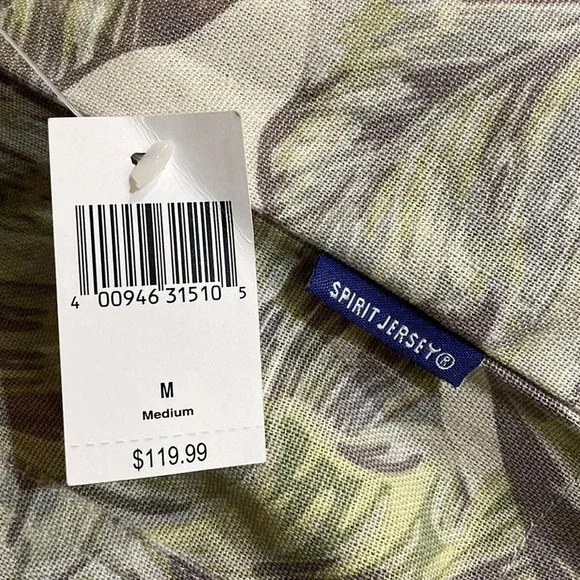 4 00946 31510 5
M
Medium
$119.99
SPIRIT JERSEY®